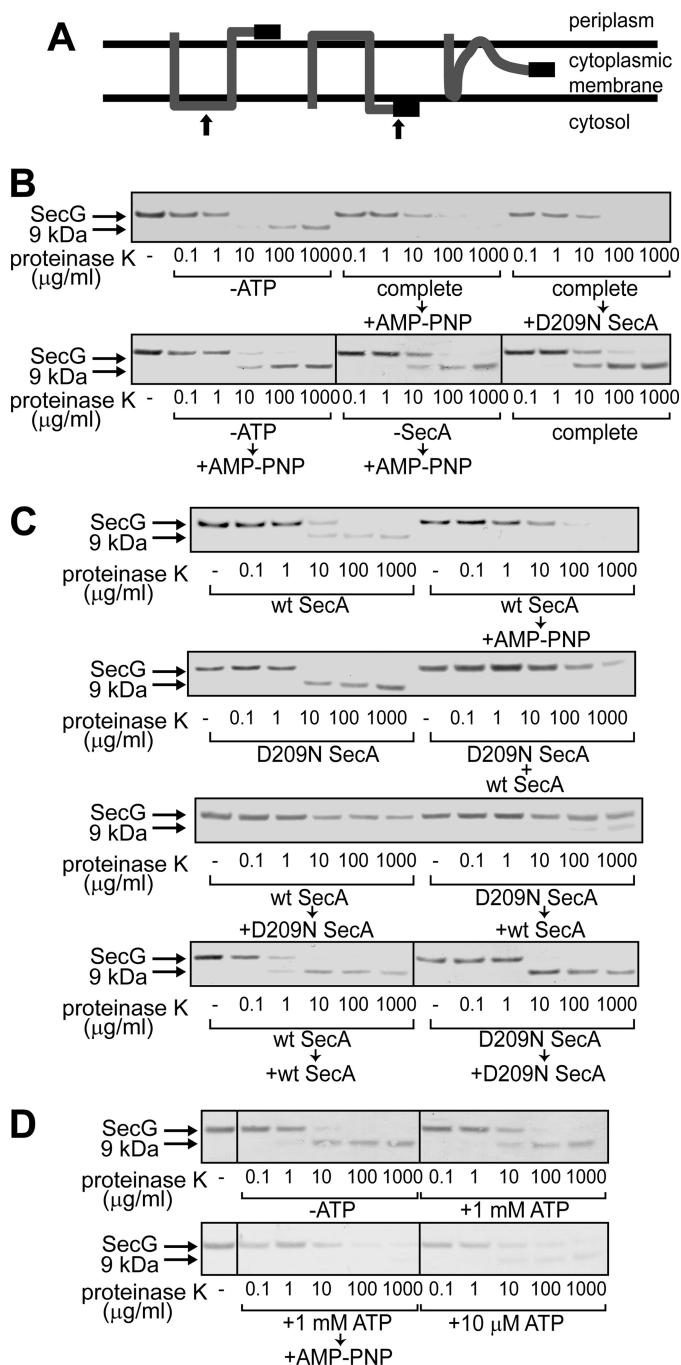 A
periplasm
cytoplasmic
membrane
cytosol
B
SecG
9 kDa
proteinase K - 0.1 1 10 100 1000 0.1 1 10 100 1000 0.1 1 10 100 1000
(µg/ml)
-ATP complete complete
+AMP-PNP +D209N SecA
SecG
9 kDa
proteinase K - 0.1 1 10 100 1000 0.1 1 10 100 1000 0.1 1 10 100 1000
(µg/ml)
-ATP -SecA complete
+AMP-PNP +AMP-PNP
C
SecG
9 kDa
proteinase K - 0.1 1 10 100 1000 - 0.1 1 10 100 1000
(µg/ml)
wt SecA wt SecA
+AMP-PNP
SecG
9 kDa
proteinase K - 0.1 1 10 100 1000 - 0.1 1 10 100 1000
(µg/ml)
D209N SecA D209N SecA
+
wt SecA
SecG
9 kDa
proteinase K - 0.1 1 10 100 1000 - 0.1 1 10 100 1000
(µg/ml)
wt SecA D209N SecA
+D209N SecA +wt SecA
SecG
9 kDa
proteinase K - 0.1 1 10 100 1000 - 0.1 1 10 100 1000
(µg/ml)
wt SecA D209N SecA
+wt SecA +D209N SecA
D
SecG
9 kDa
proteinase K - 0.1 1 10 100 1000 0.1 1 10 100 1000
(µg/ml)
-ATP +1 mM ATP
SecG
9 kDa
proteinase K - 0.1 1 10 100 1000 0.1 1 10 100 1000
(µg/ml)
+1 mM ATP +10 µM ATP
+AMP-PNP